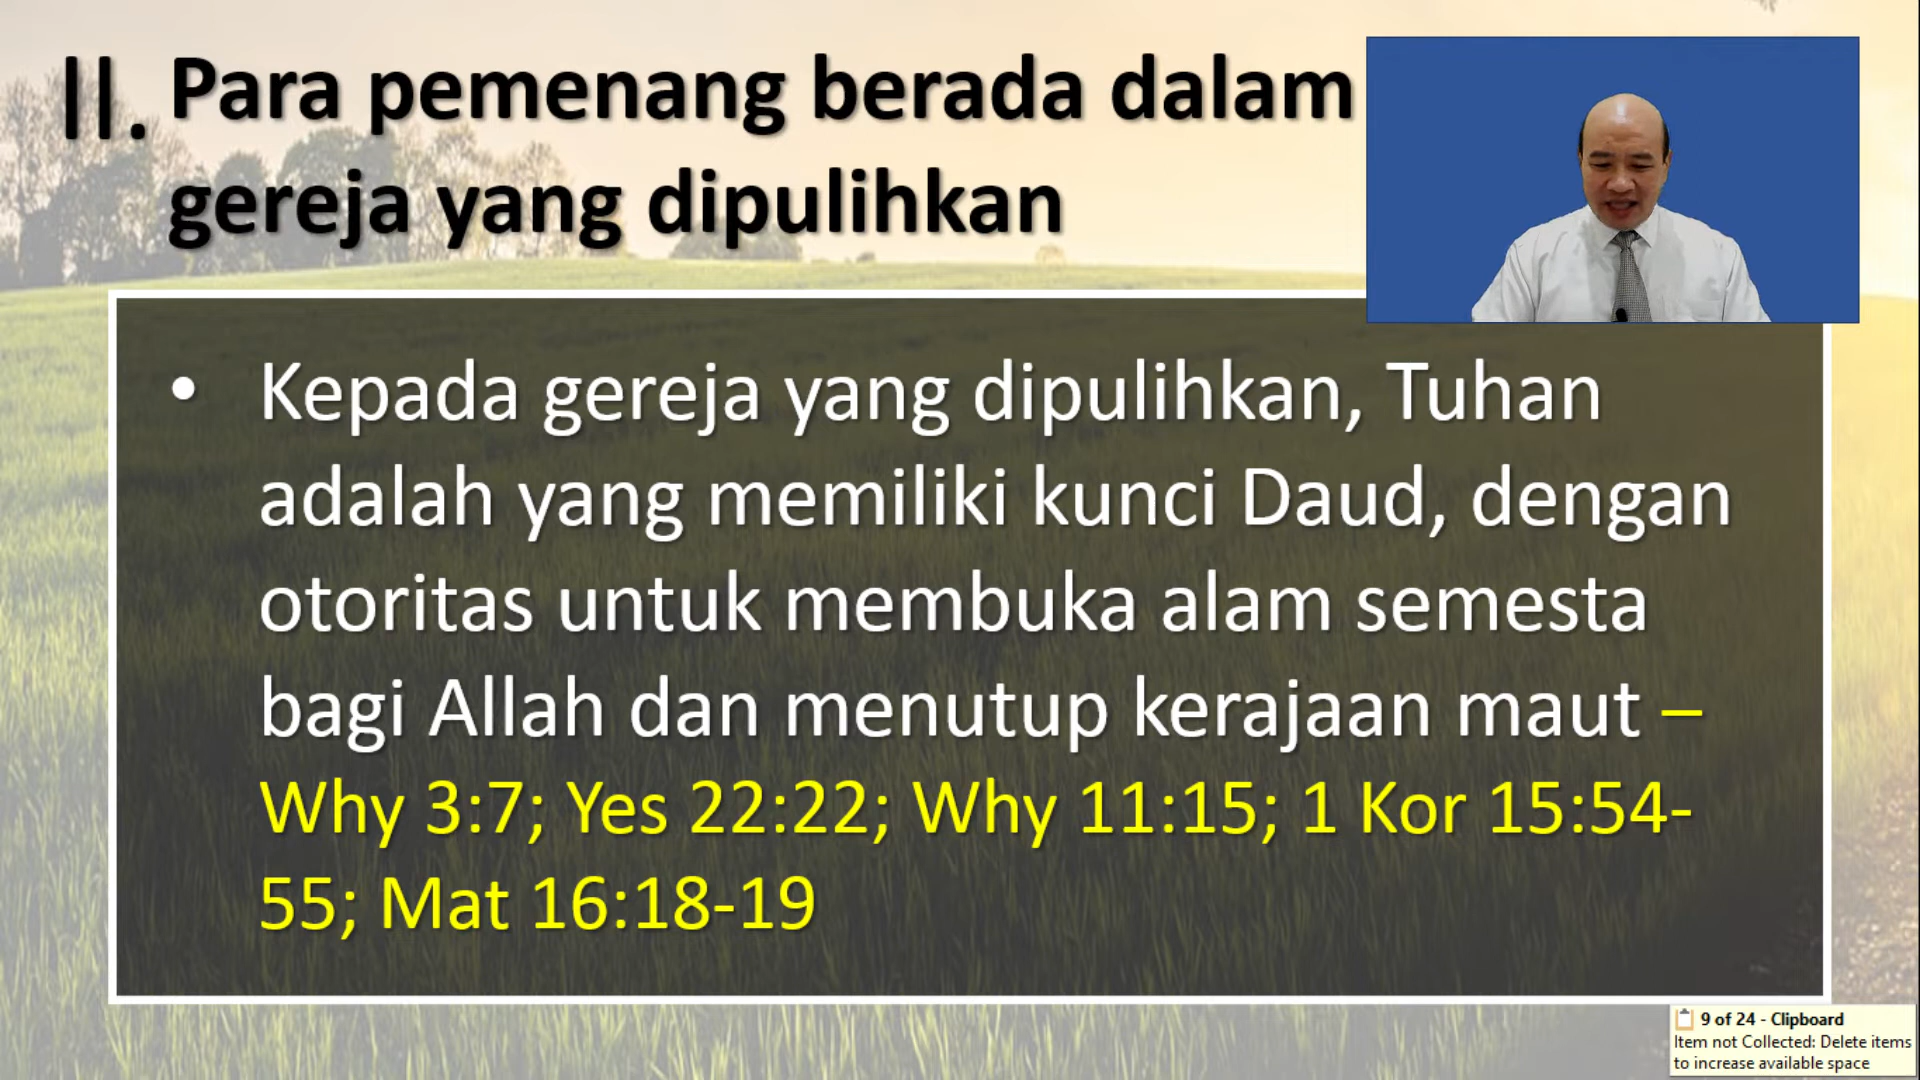 II. Para pemenang berada dalam
gereja yang dipulihkan
• Kepada gereja yang dipulihkan, Tuhan
adalah yang memiliki kunci Daud, dengan
otoritas untuk membuka alam semesta
bagi Allah dan menutup kerajaan maut –
Why 3:7; Yes 22:22; Why 11:15; 1 Kor 15:54-
55; Mat 16:18-19
9 of 24 - Clipboard
Item not Collected: Delete items
to increase available space